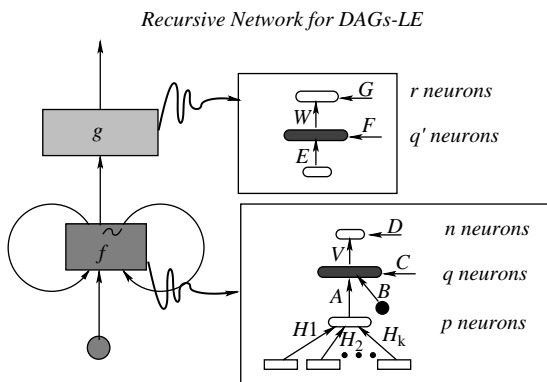 Recursive Network for DAGs-LE
g
G
r neurons
W
F
q' neurons
E
f̃
D
n neurons
V
C
q neurons
A
B
p neurons
H1
H₂
Hₖ